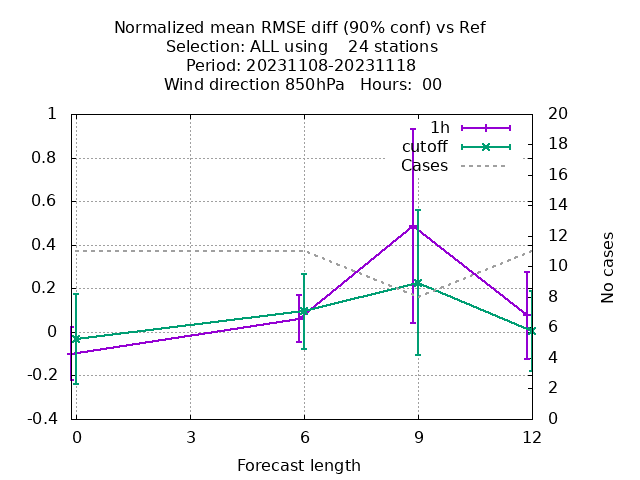 Normalized mean RMSE diff (90% conf) vs Ref
Selection: ALL using    24 stations
Period: 20231108-20231118
Wind direction 850hPa   Hours:  00
1
0.8
0.6
0.4
0.2
0
-0.2
-0.4
20
18
16
14
12
10
8
6
4
2
0
1h
cutoff
Cases
No cases
0 3 6 9 12
Forecast length